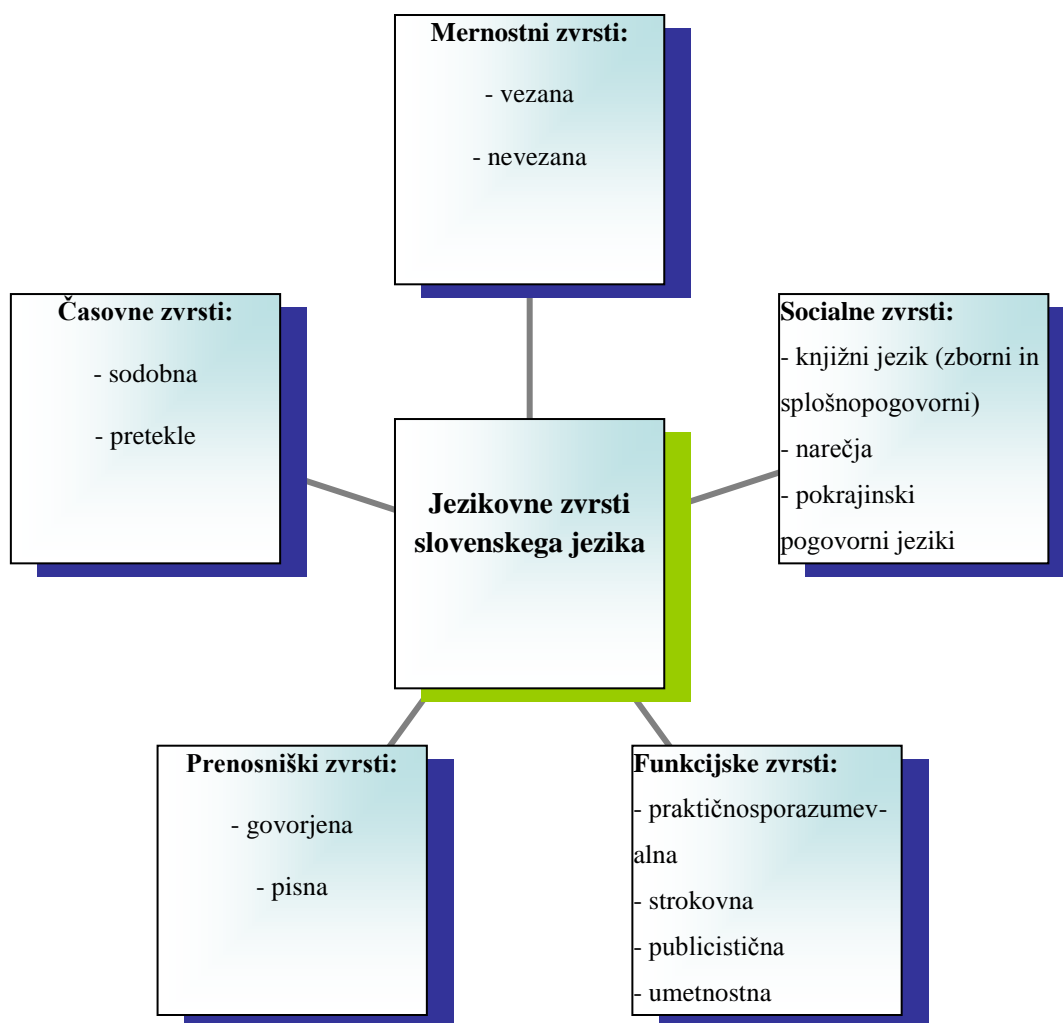 Mernostni zvrsti:
- vezana
- nevezana
Časovne zvrsti:
- sodobna
- pretekle
Socialne zvrsti:
- knjižni jezik (zborni in
splošnopogovorni)
- narečja
- pokrajinski
pogovorni jeziki
Jezikovne zvrsti
slovenskega jezika
Prenosniški zvrsti:
- govorjena
- pisna
Funkcijske zvrsti:
- praktičnosporazumev-
alna
- strokovna
- publicistična
- umetnostna